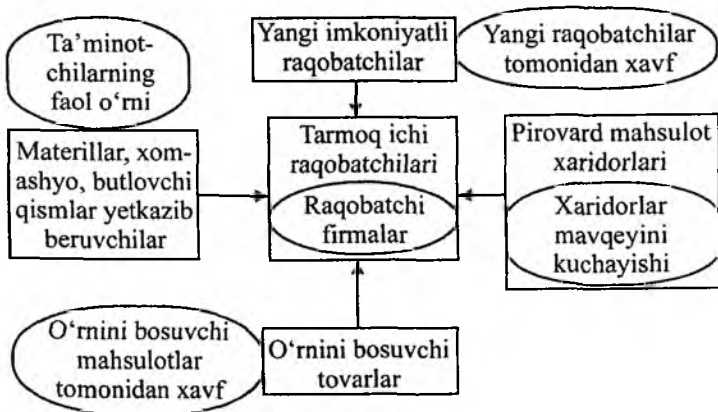 Ta’minot-
chilarning
faol o‘rni
Yangi imkoniyatli
raqobatchilar
Yangi raqobatchilar
tomonidan xavf
Materillar, xom-
ashyo, butlovchi
qismlar yetkazib
beruvchilar
Tarmoq ichi
raqobatchilari
Raqobatchi
firmalar
Pirovard mahsulot
xaridorlari
Xaridorlar
mavqeyini
kuchayishi
O‘rnini bosuvchi
mahsulotlar
tomonidan xavf
O‘rnini bosuvchi
tovarlar